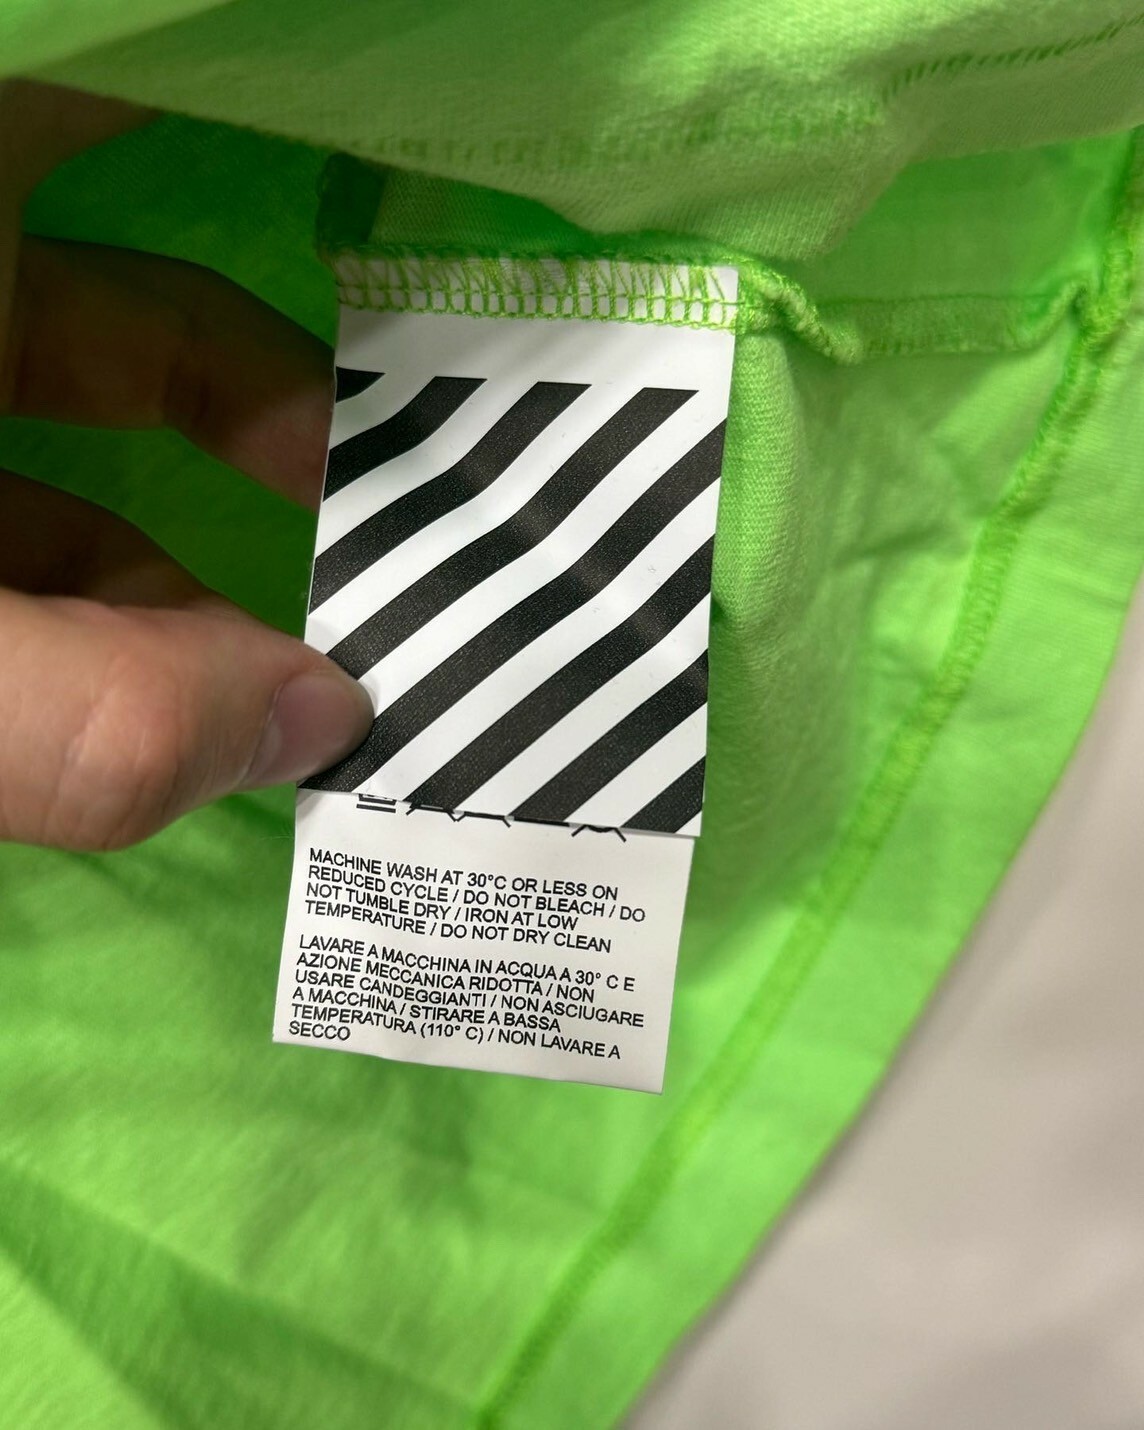 MACHINE WASH AT 30°C OR LESS ON
REDUCED CYCLE / DO NOT BLEACH / DO
NOT TUMBLE DRY / IRON AT LOW
TEMPERATURE / DO NOT DRY CLEAN
LAVARE A MACCHINA IN ACQUA A 30° C E
AZIONE MECCANICA RIDOTTA / NON
USARE CANDEGGIANTI / NON ASCIUGARE
A MACCHINA / STIRARE A BASSA
TEMPERATURA (110° C) / NON LAVARE A
SECCO